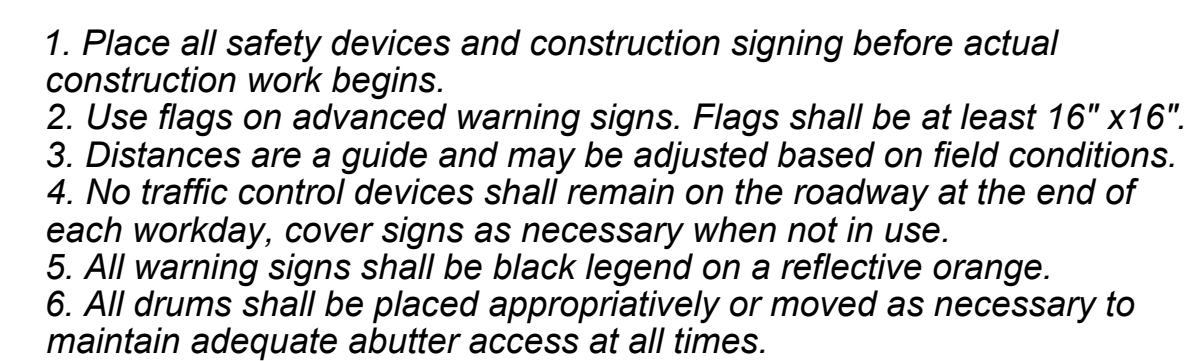 1. Place all safety devices and construction signing before actual
construction work begins.
2. Use flags on advanced warning signs. Flags shall be at least 16" x16".
3. Distances are a guide and may be adjusted based on field conditions.
4. No traffic control devices shall remain on the roadway at the end of
each workday, cover signs as necessary when not in use.
5. All warning signs shall be black legend on a reflective orange.
6. All drums shall be placed appropriatively or moved as necessary to
maintain adequate abutter access at all times.